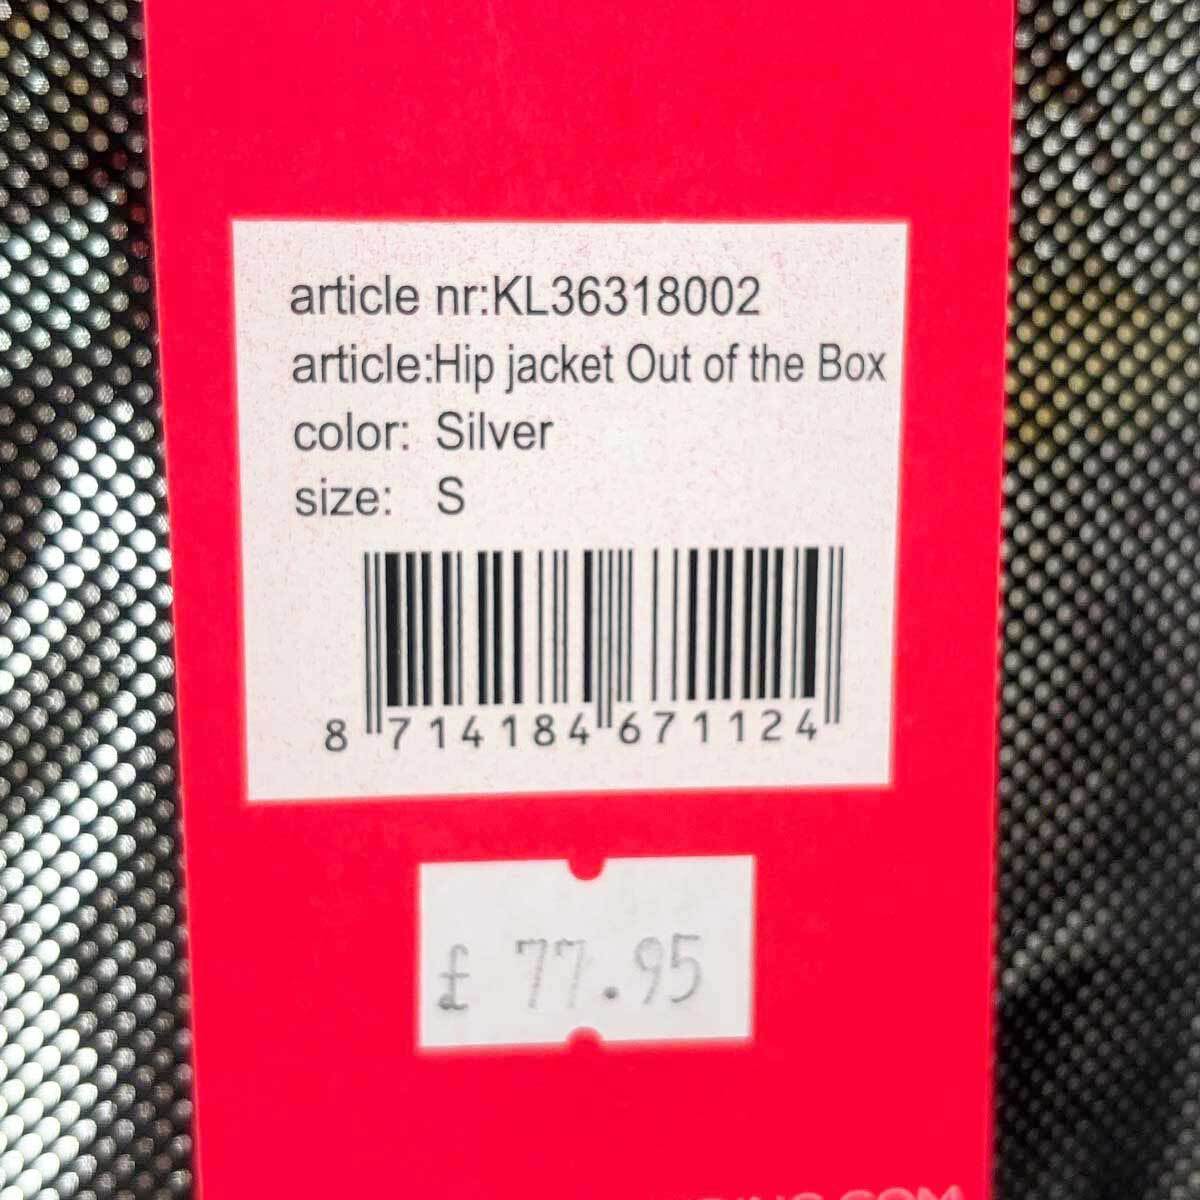 article nr:KL36318002
article:Hip jacket Out of the Box
color: Silver
size: S
8 714184 671124
£ 77.95